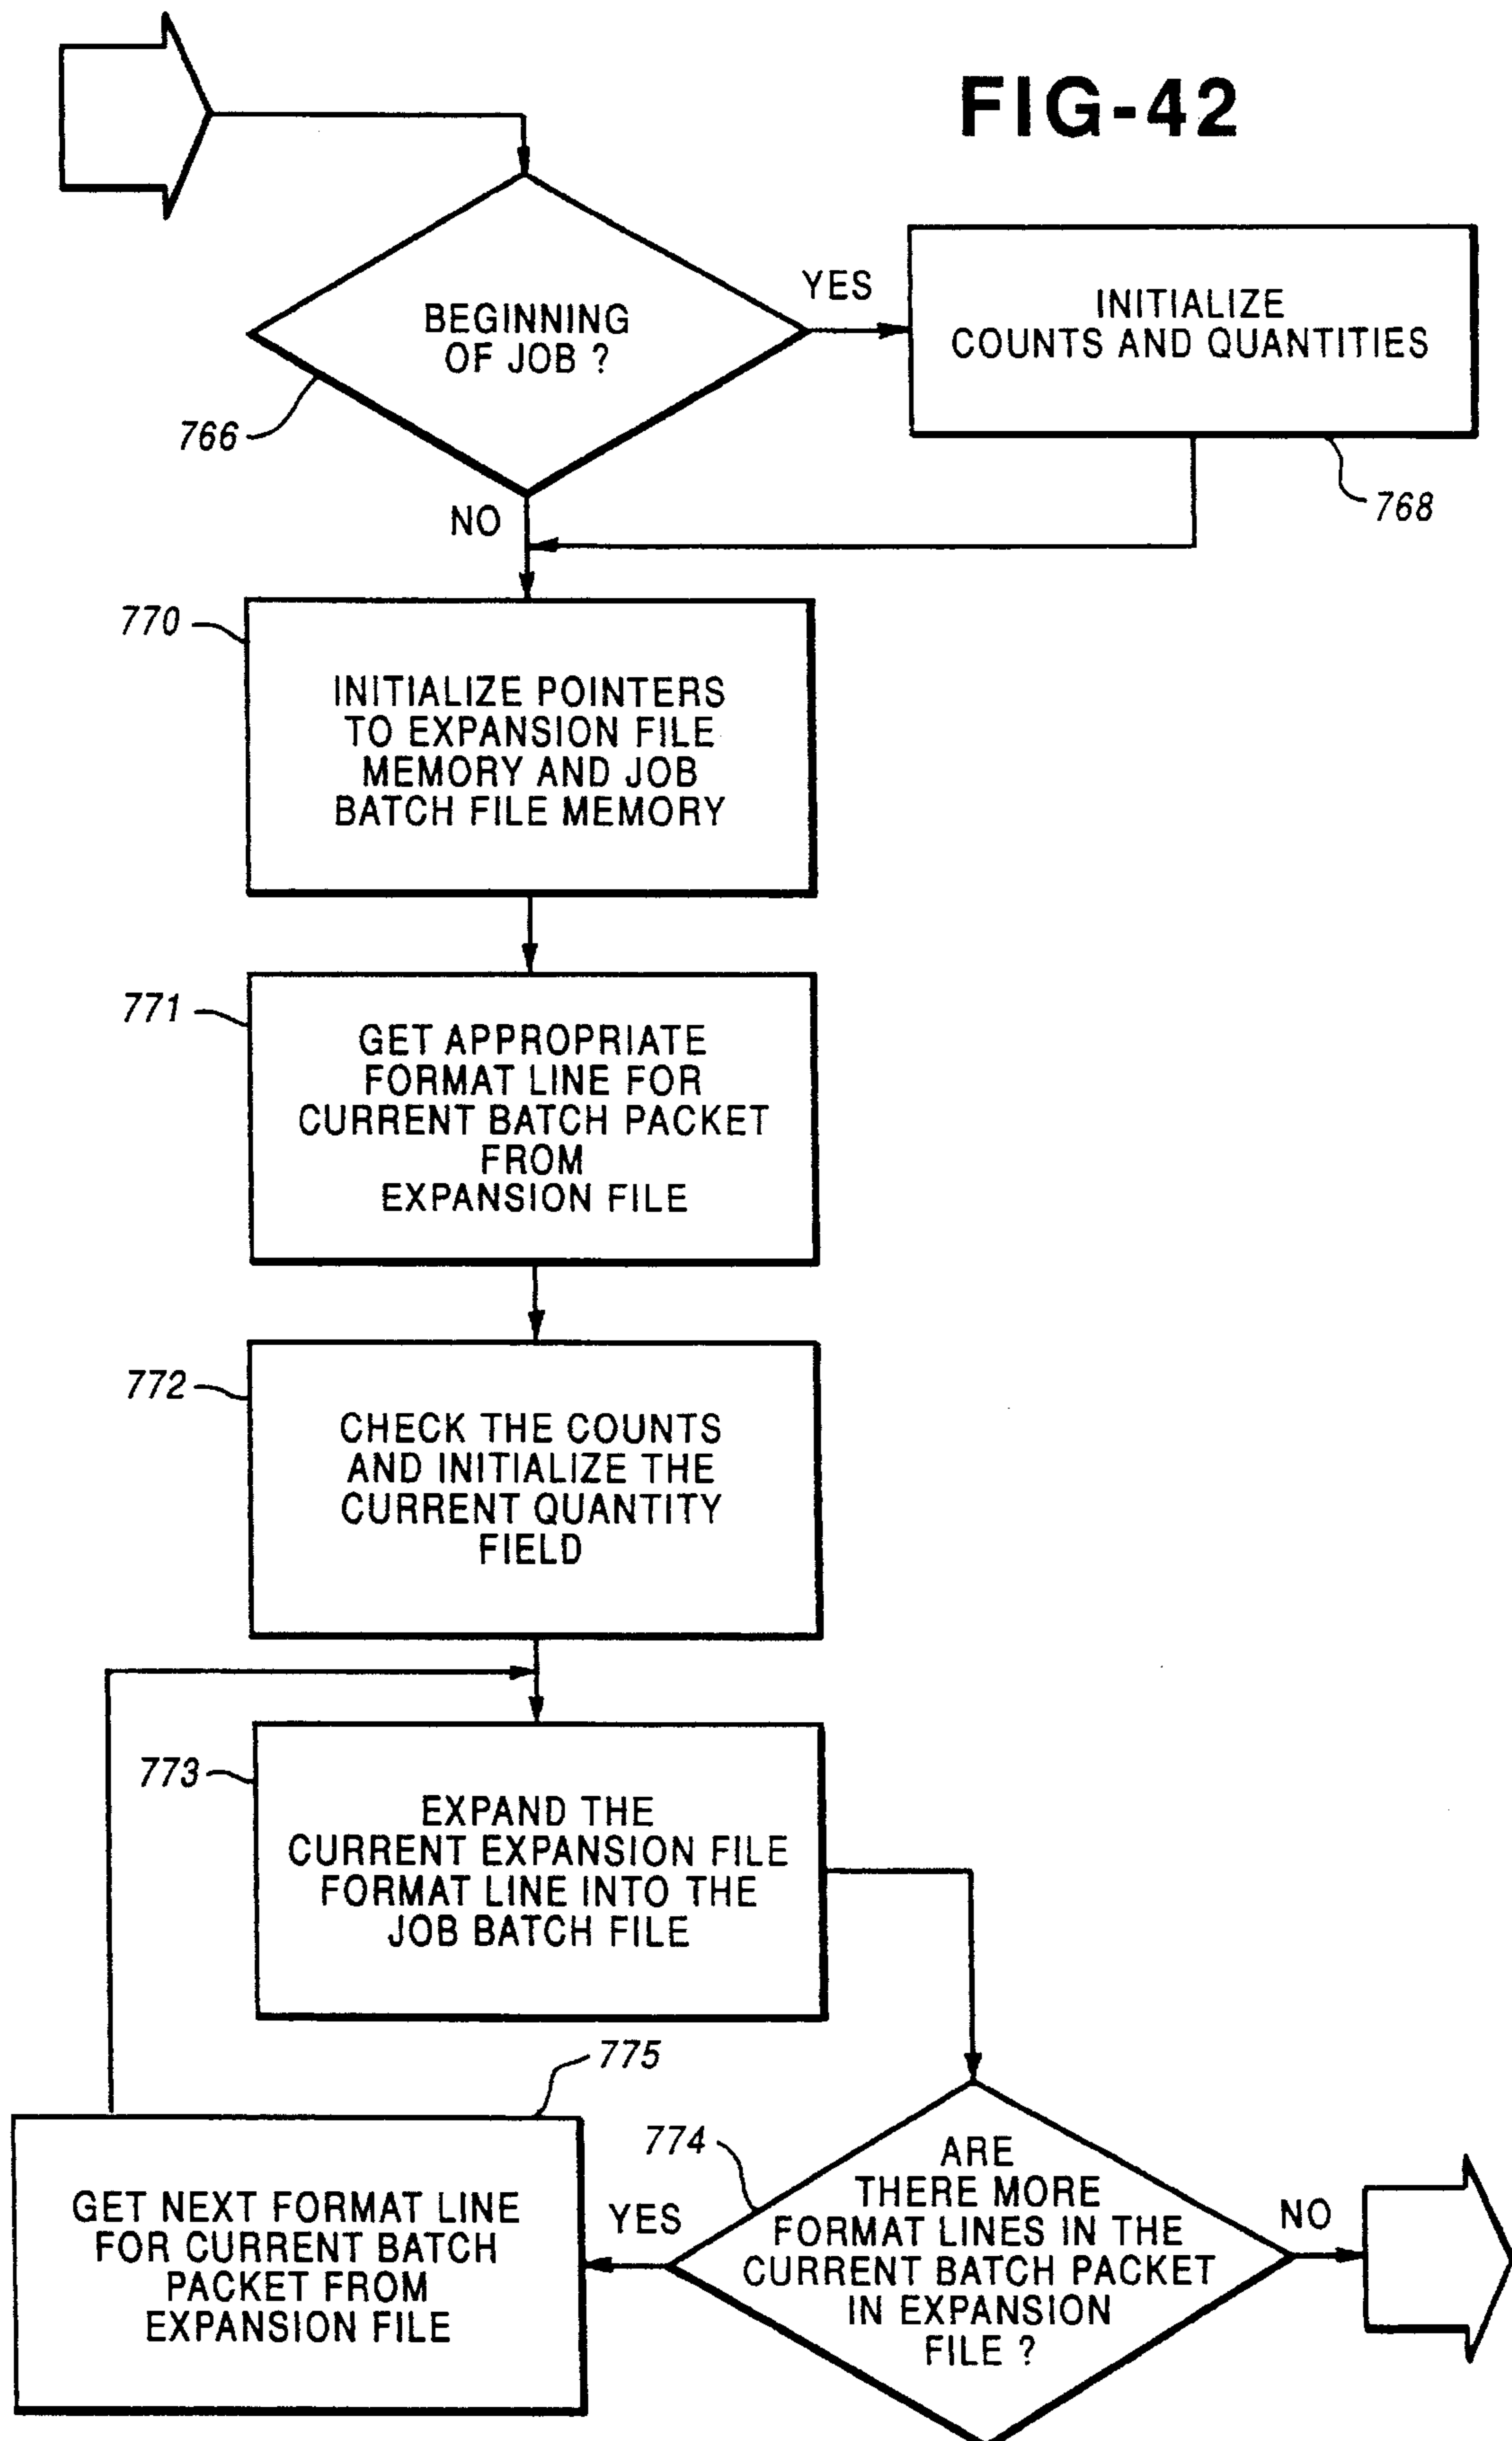 FIG-42
BEGINNING
OF JOB ?
YES
INITIALIZE
COUNTS AND QUANTITIES
766
768
NO
770
INITIALIZE POINTERS
TO EXPANSION FILE
MEMORY AND JOB
BATCH FILE MEMORY
771
GET APPROPRIATE
FORMAT LINE FOR
CURRENT BATCH PACKET
FROM
EXPANSION FILE
772
CHECK THE COUNTS
AND INITIALIZE THE
CURRENT QUANTITY
FIELD
773
EXPAND THE
CURRENT EXPANSION FILE
FORMAT LINE INTO THE
JOB BATCH FILE
775
GET NEXT FORMAT LINE
FOR CURRENT BATCH
PACKET FROM
EXPANSION FILE
YES
774
ARE
THERE MORE
FORMAT LINES IN THE
CURRENT BATCH PACKET
IN EXPANSION
FILE ?
NO